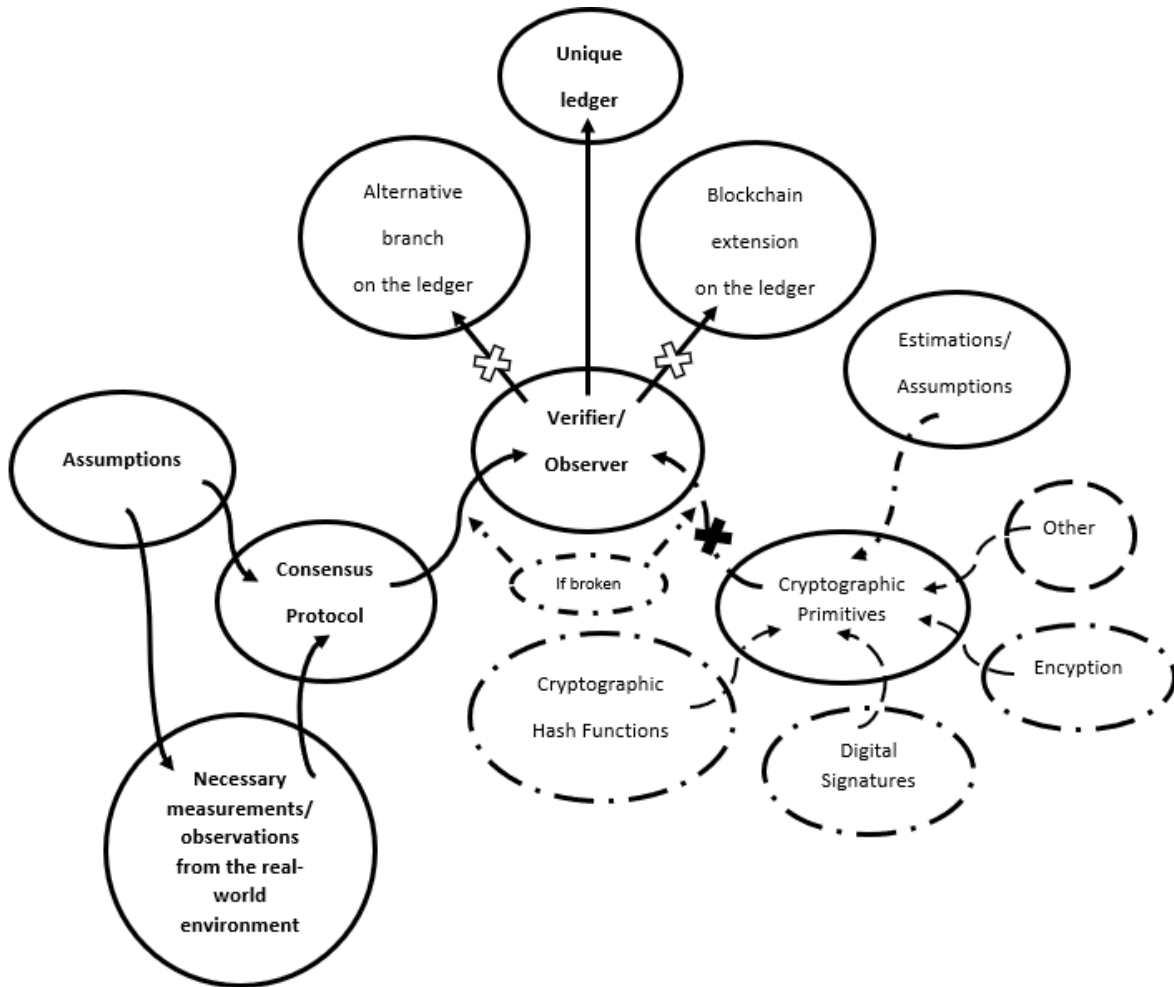 Unique
ledger
Alternative
branch
on the ledger
Blockchain
extension
on the ledger
Estimations/
Assumptions
Verifier/
Observer
Assumptions
Other
Consensus
Protocol
If broken
Cryptographic
Primitives
Encyption
Cryptographic
Hash Functions
Digital
Signatures
Necessary
measurements/
observations
from the real-
world
environment